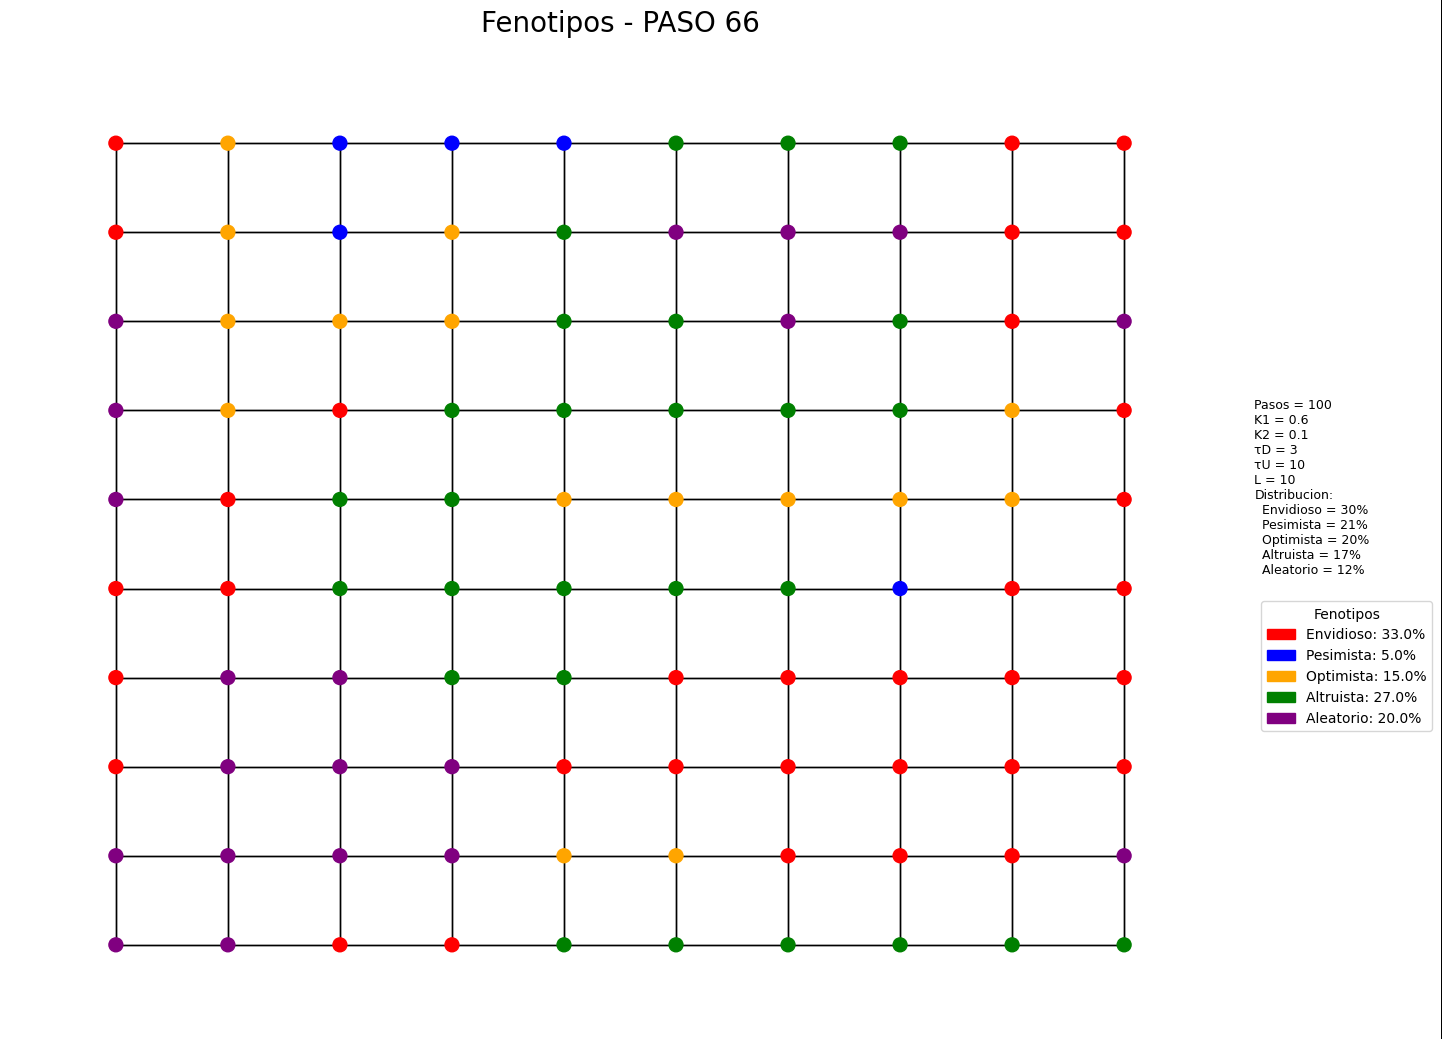 Fenotipos - PASO 66
Pasos = 100
K1 = 0.6
K2 = 0.1
τD = 3
τU = 10
L = 10
Distribucion:
Envidioso = 30%
Pesimista = 21%
Optimista = 20%
Altruista = 17%
Aleatorio = 12%
Fenotipos
Envidioso: 33.0%
Pesimista: 5.0%
Optimista: 15.0%
Altruista: 27.0%
Aleatorio: 20.0%